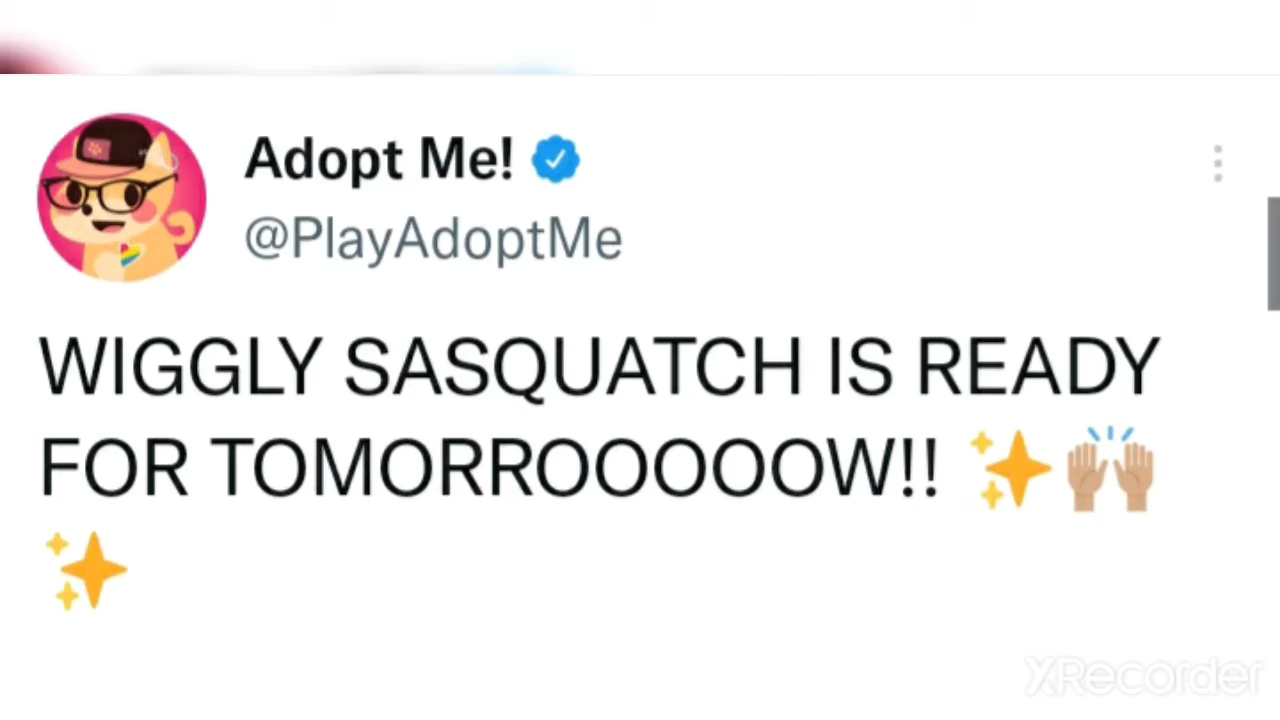 Adopt Me!
@PlayAdoptMe
WIGGLY SASQUATCH IS READY
FOR TOMORROOOOOW!! ✨🙌🏼
✨
XRecorder